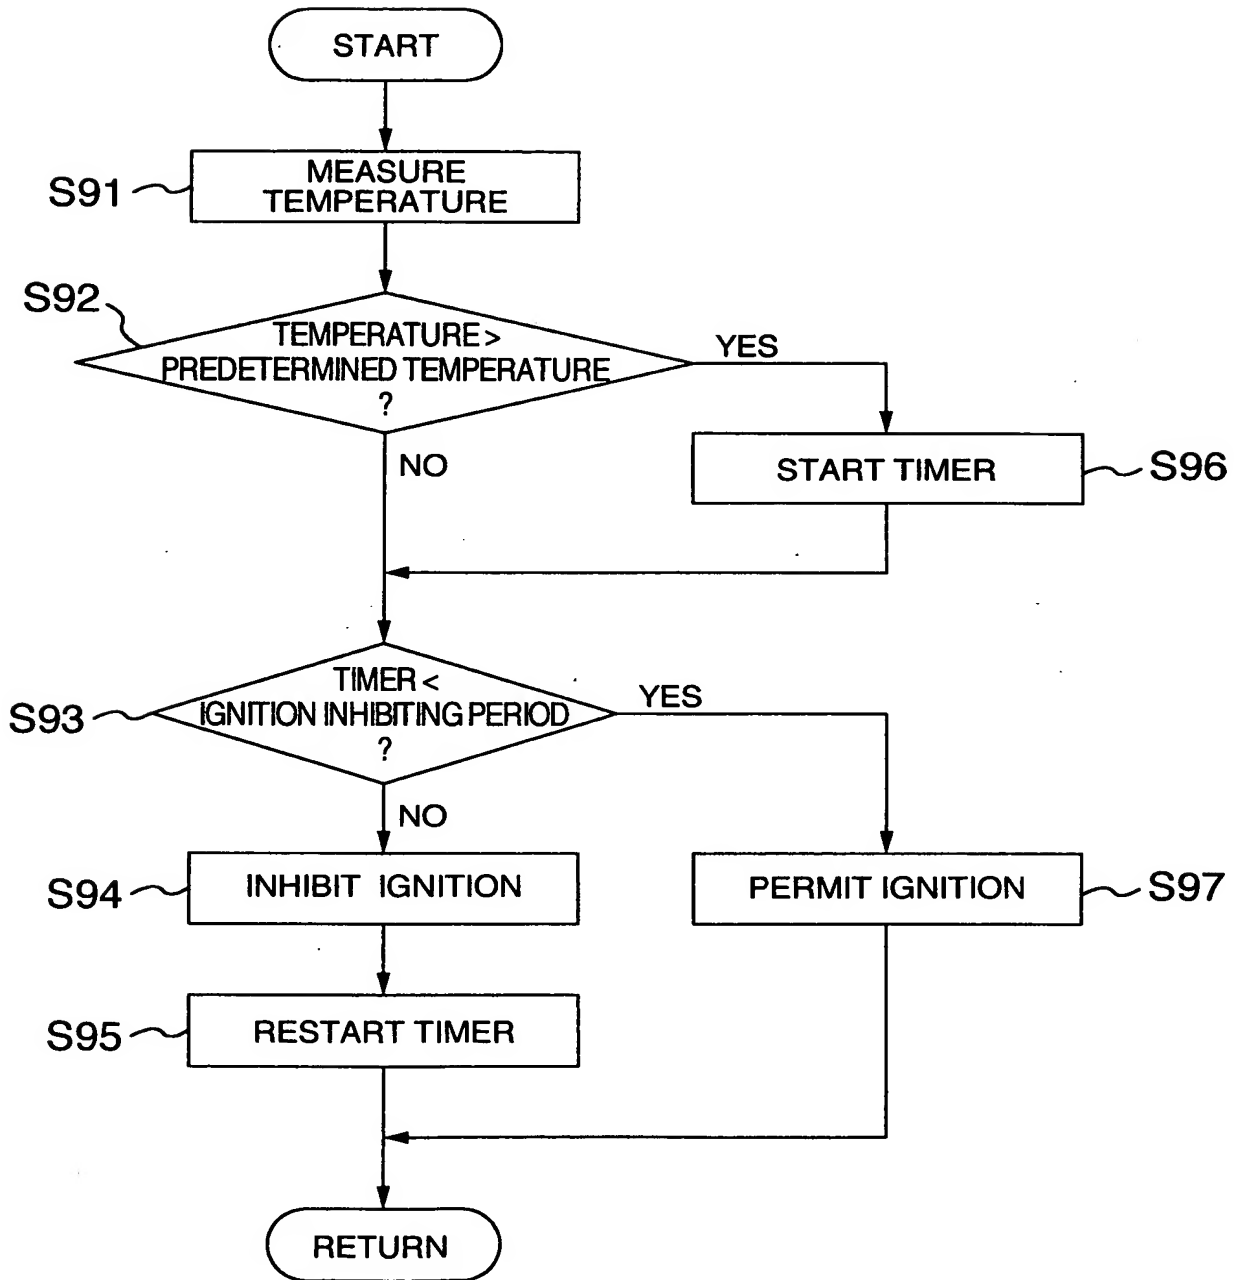 START
S91
MEASURE
TEMPERATURE
S92
TEMPERATURE >
PREDETERMINED TEMPERATURE
?
YES
NO
START TIMER
S96
S93
TIMER <
IGNITION INHIBITING PERIOD
?
YES
NO
S94
INHIBIT IGNITION
PERMIT IGNITION
S97
S95
RESTART TIMER
RETURN